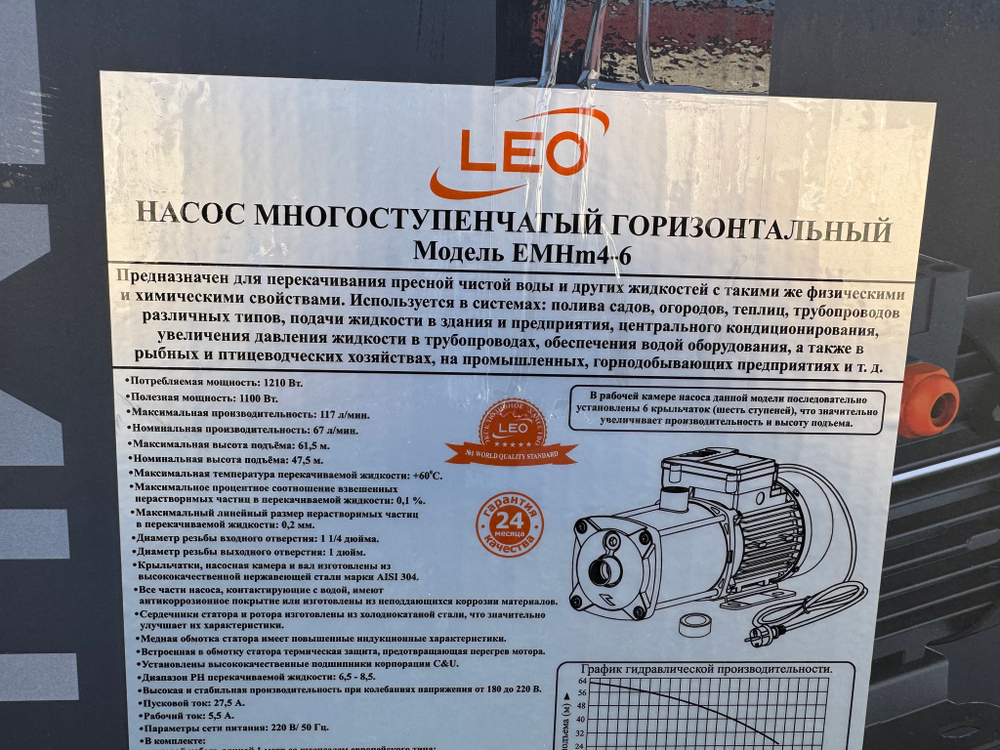 LEO
НАСОС МНОГОСТУПЕНЧАТЫЙ ГОРИЗОНТАЛЬНЫЙ
Модель EMHm4-6
Предназначен для перекачивания пресной чистой воды и других жидкостей с такими же физическими
и химическими свойствами. Используется в системах: полива садов, огородов, теплиц, трубопроводов
различных типов, подачи жидкости в здания и предприятия, центрального кондиционирования,
увеличения давления жидкости в трубопроводах, обеспечения водой оборудования, а также в
рыбных и птицеводческих хозяйствах, на промышленных, горнодобывающих предприятиях и т. д.
•Потребляемая мощность: 1210 Вт.
•Полезная мощность: 1100 Вт.
•Максимальная производительность: 117 л/мин.
•Номинальная производительность: 67 л/мин.
•Максимальная высота подъёма: 61,5 м.
•Номинальная высота подъёма: 47,5 м.
•Максимальная температура перекачиваемой жидкости: +60°С.
•Максимальное процентное соотношение взвешенных
нерастворимых частиц в перекачиваемой жидкости: 0,1 %.
•Максимальный линейный размер нерастворимых частиц
в перекачиваемой жидкости: 0,2 мм.
•Диаметр резьбы входного отверстия: 1 1/4 дюйма.
•Диаметр резьбы выходного отверстия: 1 дюйм.
•Крыльчатки, насосная камера и вал изготовлены из
высококачественной нержавеющей стали марки AISI 304.
•Все части насоса, контактирующие с водой, имеют
антикоррозионное покрытие или изготовлены из неподдающихся коррозии материалов.
•Сердечники статора и ротора изготовлены из холоднокатаной стали, что значительно
улучшает их характеристики.
•Медная обмотка статора имеет повышенные индукционные характеристики.
•Встроенная в обмотку статора термическая защита, предотвращающая перегрев мотора.
•Установлены высококачественные подшипники корпорации C&U.
•Диапазон РН перекачиваемой жидкости: 6,5 - 8,5.
•Высокая и стабильная производительность при колебаниях напряжения от 180 до 220 В.
•Пусковой ток: 27,5 А.
•Рабочий ток: 5,5 А.
•Параметры сети питания: 220 В/ 50 Гц.
•В комплекте:
LEO
№1 WORLD QUALITY STANDARD
гарантия
24
месяца
качества
В рабочей камере насоса данной модели последовательно
установлены 6 крыльчаток (шесть ступеней), что значительно
увеличивает производительность и высоту подъема.
График гидравлической производительности.
64
56
48
40
32
24